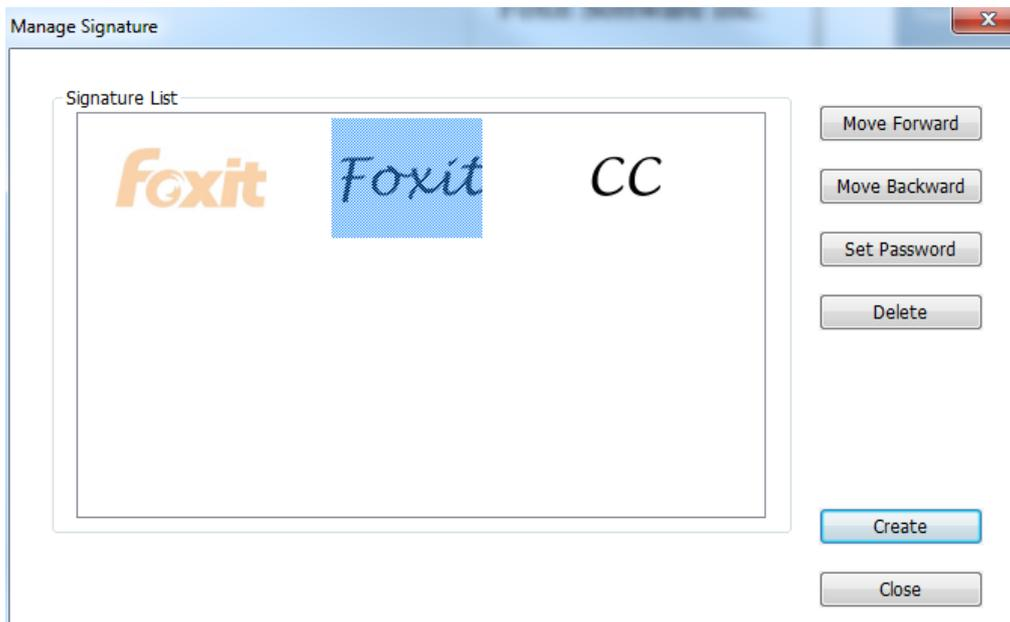 Manage Signature
Signature List
foxit
Foxit
CC
Move Forward
Move Backward
Set Password
Delete
Create
Close